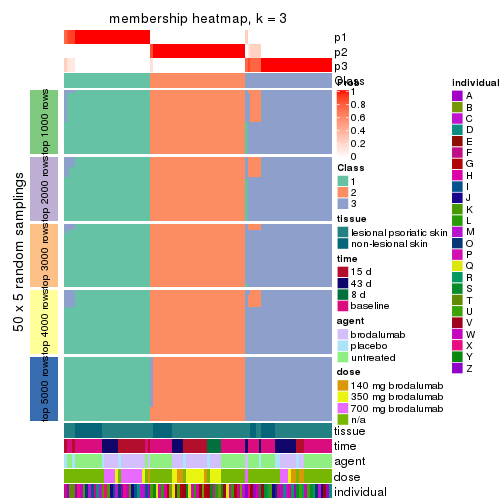 membership heatmap, k = 3
p1
p2
p3
Class
50 x 5 random samplings
top 1000 rows
top 2000 rows
top 3000 rows
top 4000 rows
top 5000 rows
tissue
time
agent
dose
individual
Prob
1
0.8
0.6
0.4
0.2
0
Class
1
2
3
tissue
lesional psoriatic skin
non-lesional skin
time
15 d
43 d
8 d
baseline
agent
brodalumab
placebo
untreated
dose
140 mg brodalumab
350 mg brodalumab
700 mg brodalumab
n/a
individual
A
B
C
D
E
F
G
H
I
J
K
L
M
O
P
Q
R
S
T
U
V
W
X
Y
Z